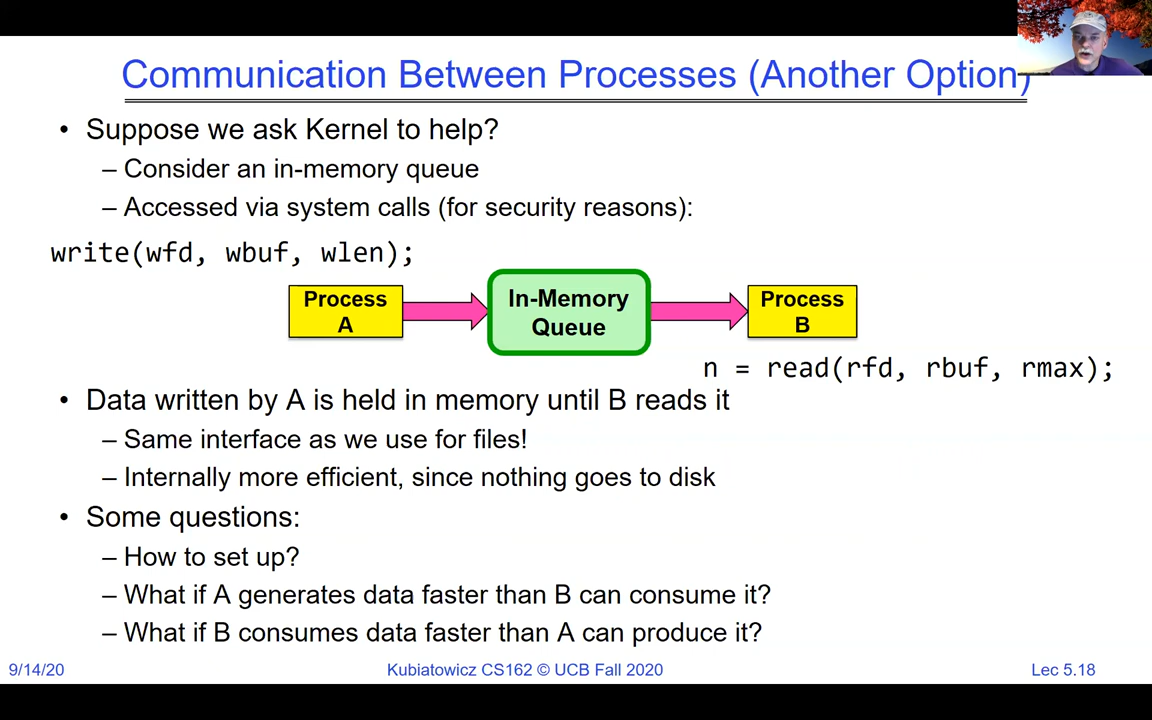 Communication Between Processes (Another Option)
• Suppose we ask Kernel to help?
– Consider an in-memory queue
– Accessed via system calls (for security reasons):
write(wfd, wbuf, wlen);
Process
A
In-Memory
Queue
Process
B
n = read(rfd, rbuf, rmax);
• Data written by A is held in memory until B reads it
– Same interface as we use for files!
– Internally more efficient, since nothing goes to disk
• Some questions:
– How to set up?
– What if A generates data faster than B can consume it?
– What if B consumes data faster than A can produce it?
9/14/20
Kubiatowicz CS162 © UCB Fall 2020
Lec 5.18